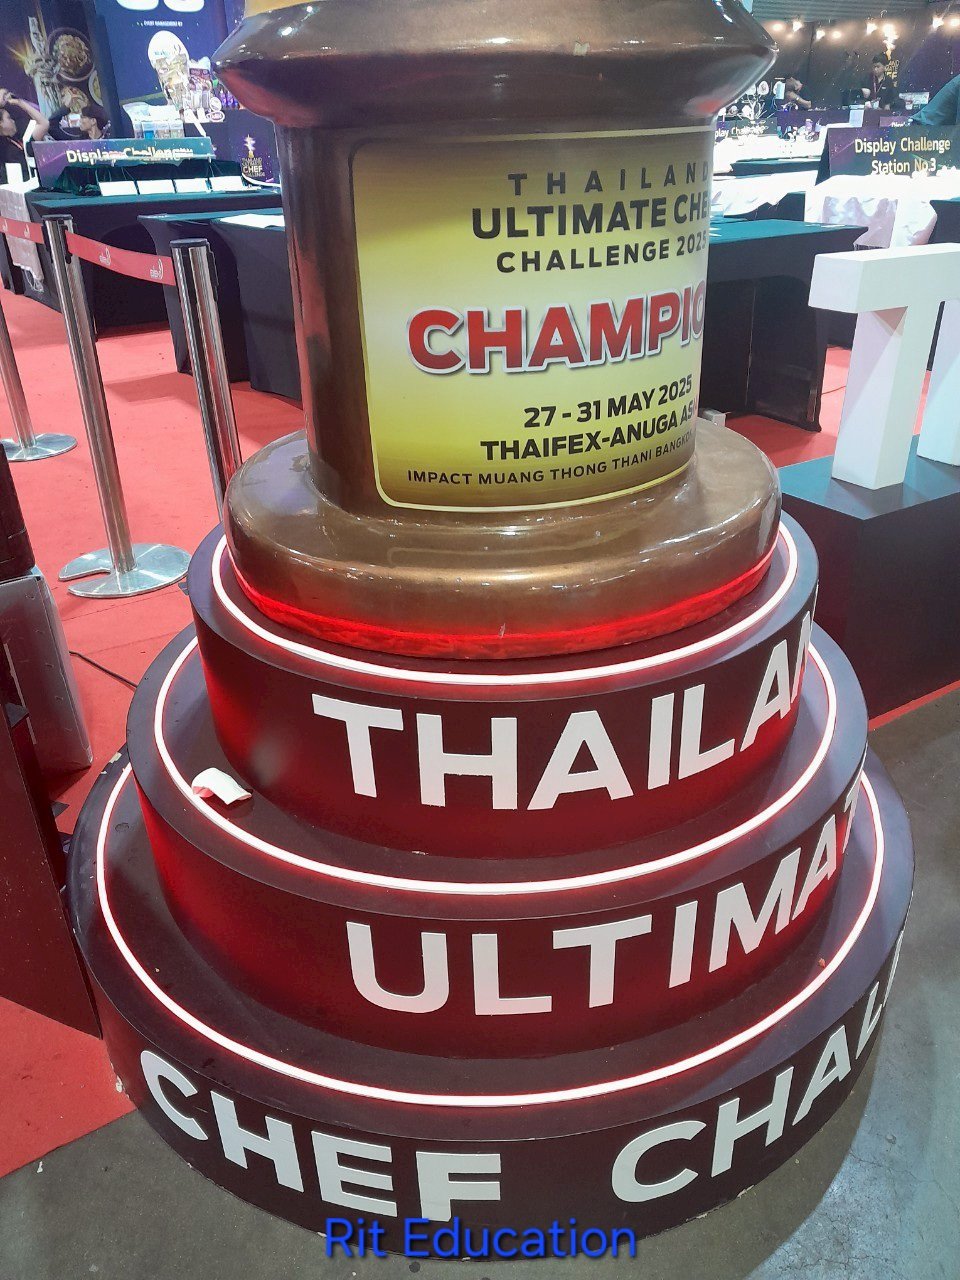 Display Challenge
Display Challenge
Station No.3
THAILAND
ULTIMATE CHE
CHALLENGE 2025
CHAMPIO
27 - 31 MAY 2025
THAIFEX-ANUGA AS
IMPACT MUANG THONG THANI BANGKO
T
THAILAN
ULTIMAT
CHEF CHALL
Rit Education